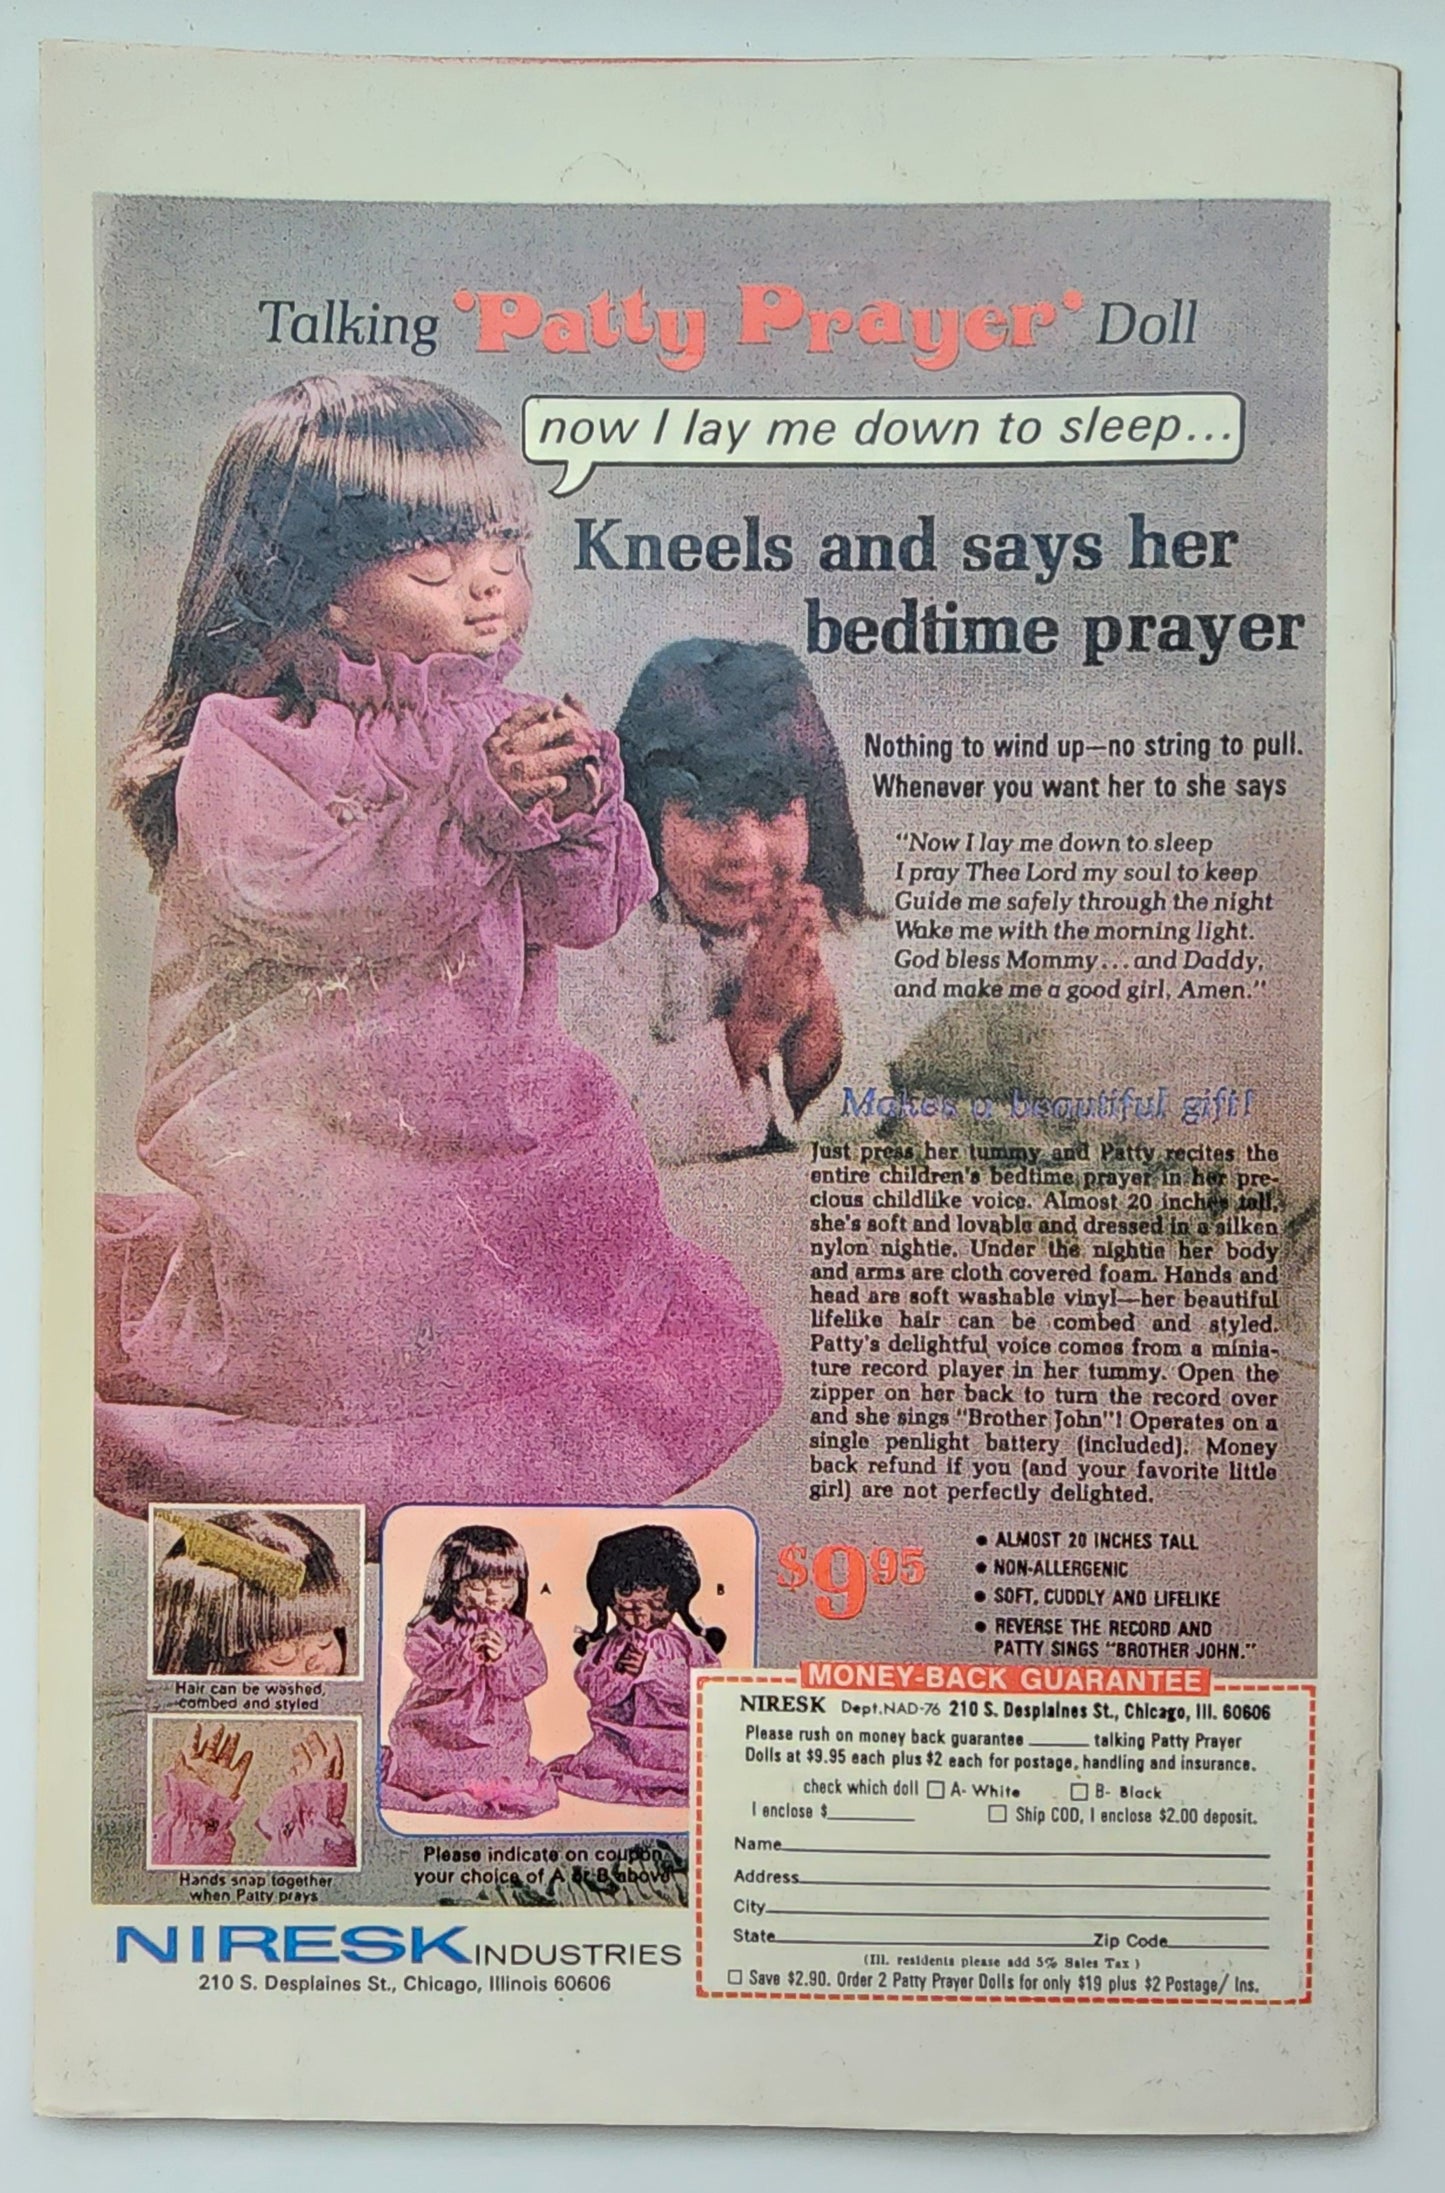 Talking 'Patty Prayer' Doll
now I lay me down to sleep...
Kneels and says her
bedtime prayer
Nothing to wind up—no string to pull.
Whenever you want her to she says
"Now I lay me down to sleep
I pray Thee Lord my soul to keep
Guide me safely through the night
Wake me with the morning light.
God bless Mommy...and Daddy,
and make me a good girl, Amen."
Makes a beautiful gift!
Just press her tummy and Patty recites the
entire children's bedtime prayer in her pre-
cious childlike voice. Almost 20 inches tall,
she's soft and lovable and dressed in a silken
nylon nightie. Under the nightie her body
and arms are cloth covered foam. Hands and
head are soft washable vinyl—her beautiful
lifelike hair can be combed and styled.
Patty's delightful voice comes from a minia-
ture record player in her tummy. Open the
zipper on her back to turn the record over
and she sings "Brother John"! Operates on a
single penlight battery (included). Money
back refund if you (and your favorite little
girl) are not perfectly delighted.
$9.95
• ALMOST 20 INCHES TALL
• NON-ALLERGENIC
• SOFT, CUDDLY AND LIFELIKE
• REVERSE THE RECORD AND
PATTY SINGS "BROTHER JOHN."
Hair can be washed,
combed and styled
Hands snap together
when Patty prays
A
B
Please indicate on coupon
your choice of A or B above
NIRESK INDUSTRIES
210 S. Desplaines St., Chicago, Illinois 60606
MONEY-BACK GUARANTEE
NIRESK Dept.NAD-76 210 S. Desplaines St., Chicago, Ill. 60606
Please rush on money back guarantee ______ talking Patty Prayer
Dolls at $9.95 each plus $2 each for postage, handling and insurance.
check which doll □ A- White □ B- Black
I enclose $________ □ Ship COD, I enclose $2.00 deposit.
Name
Address
City
State Zip Code
(Ill. residents please add 5% Sales Tax)
□ Save $2.90. Order 2 Patty Prayer Dolls for only $19 plus $2 Postage/ Ins.